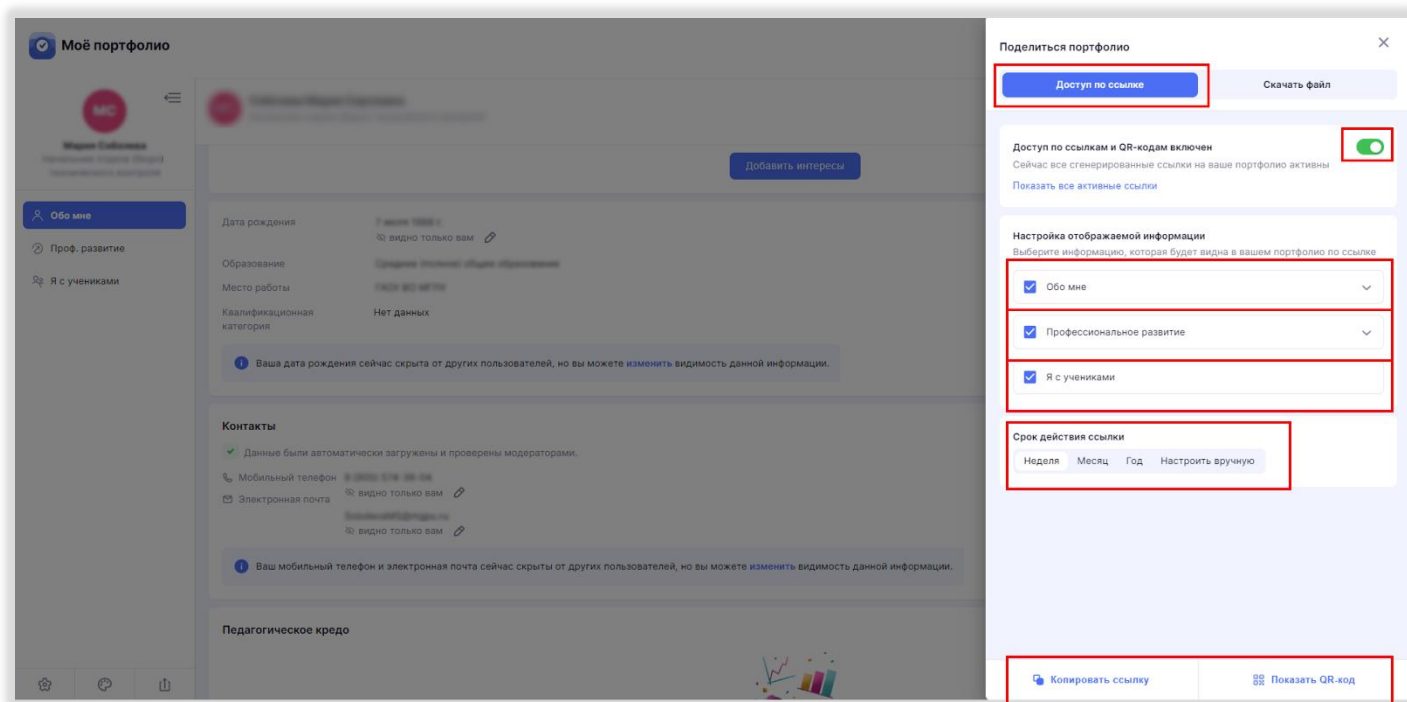 Моё портфолио
МС
Мария Соболева
Обо мне
Проф. развитие
Я с учениками
Добавить интересы
Дата рождения
видно только вам
Образование
Место работы
Квалификационная категория
Нет данных
Ваша дата рождения сейчас скрыта от других пользователей, но вы можете изменить видимость данной информации.
Контакты
Данные были автоматически загружены и проверены модераторами.
Мобильный телефон
видно только вам
Электронная почта
видно только вам
Ваш мобильный телефон и электронная почта сейчас скрыты от других пользователей, но вы можете изменить видимость данной информации.
Педагогическое кредо
Поделиться портфолио
Доступ по ссылке Скачать файл
Доступ по ссылкам и QR-кодам включен
Сейчас все сгенерированные ссылки на ваше портфолио активны
Показать все активные ссылки
Настройка отображаемой информации
Выберите информацию, которая будет видна в вашем портфолио по ссылке
Обо мне
Профессиональное развитие
Я с учениками
Срок действия ссылки
Неделя Месяц Год Настроить вручную
Копировать ссылку Показать QR-код